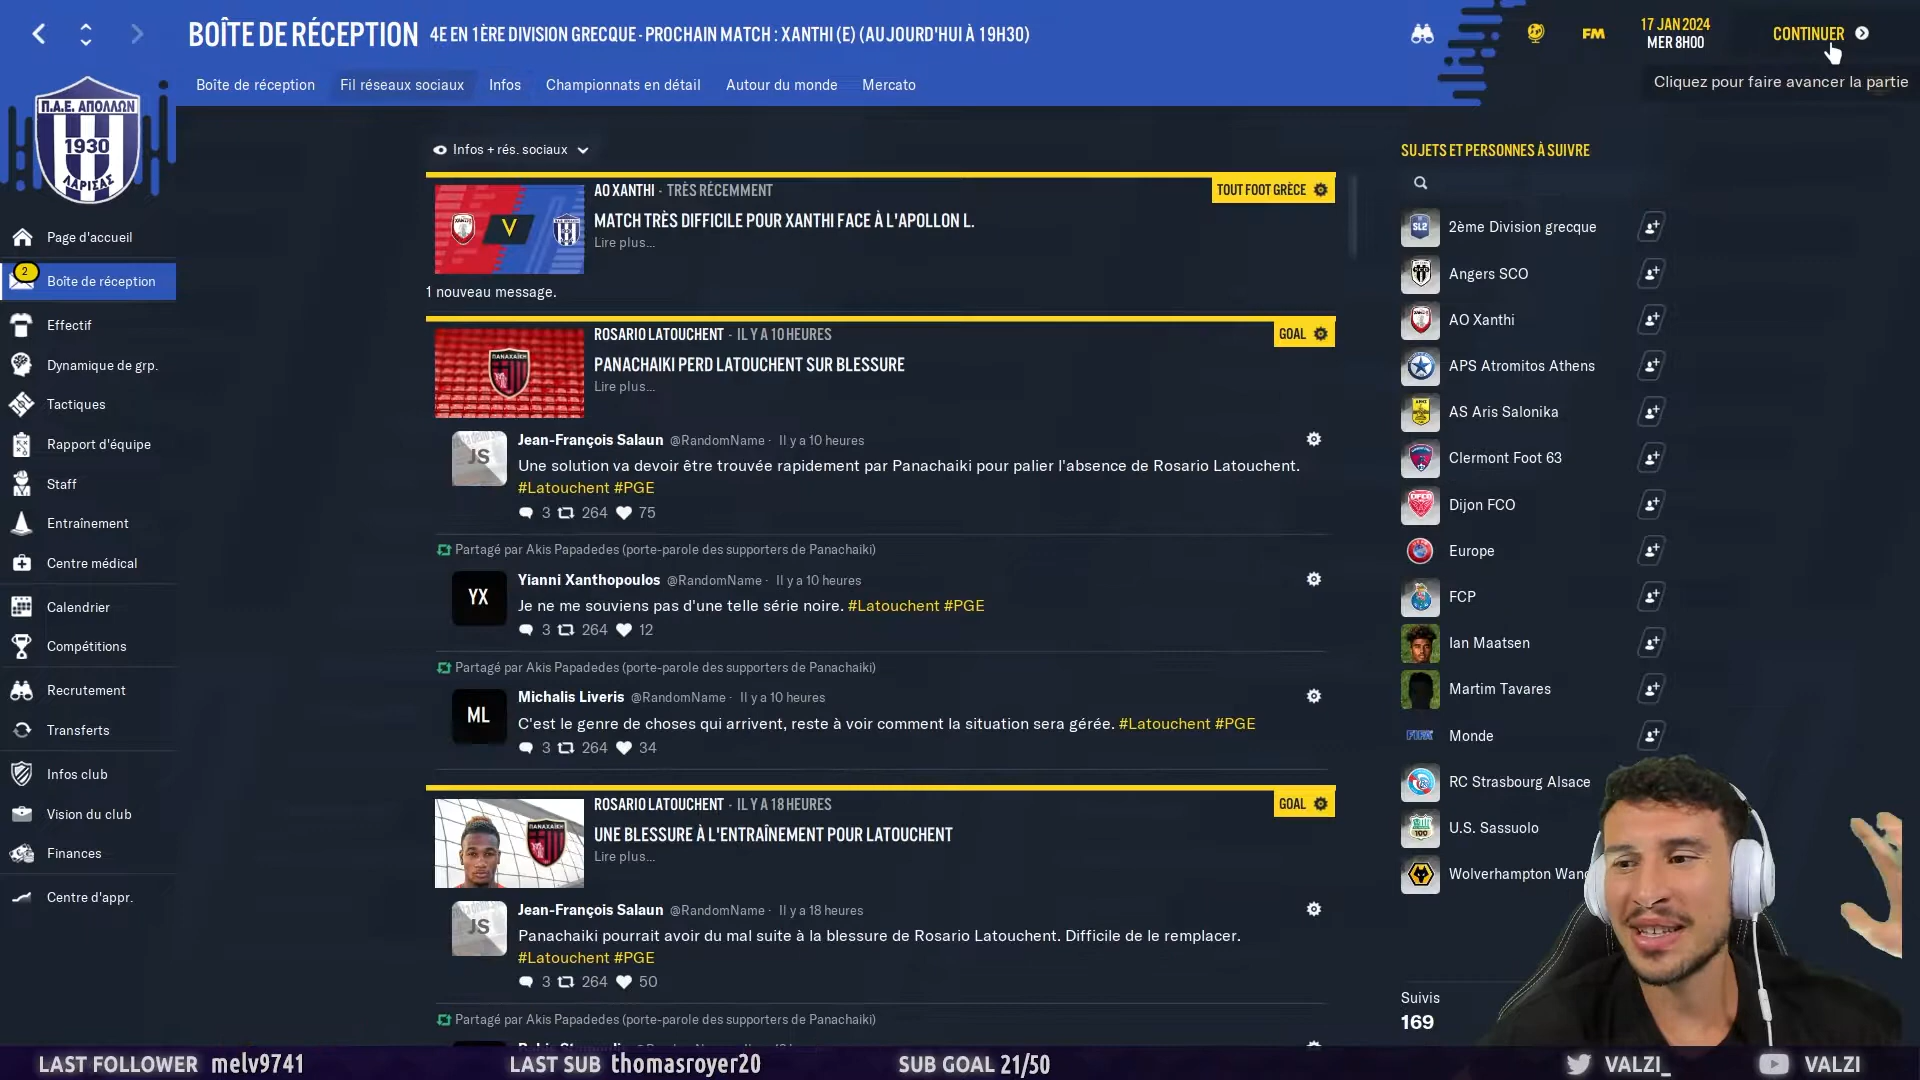 BOÎTE DE RÉCEPTION
4E EN 1ÈRE DIVISION GRECQUE - PROCHAIN MATCH : XANTHI (E) (AUJOURD'HUI À 19H30)
FM
17 JAN 2024
MER 8H00
CONTINUER
Cliquez pour faire avancer la partie
Boîte de réception
Fil réseaux sociaux
Infos
Championnats en détail
Autour du monde
Mercato
Π.Α.Ε. ΑΠΟΛΛΩΝ
1930
ΛΑΡΙΣΑΣ
Page d'accueil
2
Boîte de réception
Effectif
Dynamique de grp.
Tactiques
Rapport d'équipe
Staff
Entraînement
Centre médical
Calendrier
Compétitions
Recrutement
Transferts
Infos club
Vision du club
Finances
Centre d'appr.
Infos + rés. sociaux
AO XANTHI - TRÈS RÉCEMMENT
TOUT FOOT GRÈCE
V
MATCH TRÈS DIFFICILE POUR XANTHI FACE À L'APOLLON L.
Lire plus...
1 nouveau message.
ROSARIO LATOUCHENT - IL Y A 10 HEURES
GOAL
PANACHAIKI PERD LATOUCHENT SUR BLESSURE
Lire plus...
JS
Jean-François Salaun @RandomName · Il y a 10 heures
Une solution va devoir être trouvée rapidement par Panachaiki pour palier l'absence de Rosario Latouchent.
#Latouchent #PGE
3 264 75
Partagé par Akis Papadedes (porte-parole des supporters de Panachaiki)
YX
Yianni Xanthopoulos @RandomName · Il y a 10 heures
Je ne me souviens pas d'une telle série noire. #Latouchent #PGE
3 264 12
Partagé par Akis Papadedes (porte-parole des supporters de Panachaiki)
ML
Michalis Liveris @RandomName · Il y a 10 heures
C'est le genre de choses qui arrivent, reste à voir comment la situation sera gérée. #Latouchent #PGE
3 264 34
ROSARIO LATOUCHENT - IL Y A 18 HEURES
GOAL
UNE BLESSURE À L'ENTRAÎNEMENT POUR LATOUCHENT
Lire plus...
JS
Jean-François Salaun @RandomName · Il y a 18 heures
Panachaiki pourrait avoir du mal suite à la blessure de Rosario Latouchent. Difficile de le remplacer.
#Latouchent #PGE
3 264 50
Partagé par Akis Papadedes (porte-parole des supporters de Panachaiki)
SUJETS ET PERSONNES À SUIVRE
2ème Division grecque
Angers SCO
AO Xanthi
APS Atromitos Athens
AS Aris Salonika
Clermont Foot 63
Dijon FCO
Europe
FCP
Ian Maatsen
Martim Tavares
FIFA
Monde
RC Strasbourg Alsace
U.S. Sassuolo
Wolverhampton
Suivis
169
LAST FOLLOWER melv9741
LAST SUB thomasroyer20
SUB GOAL 21/50
VALZI_
VALZI